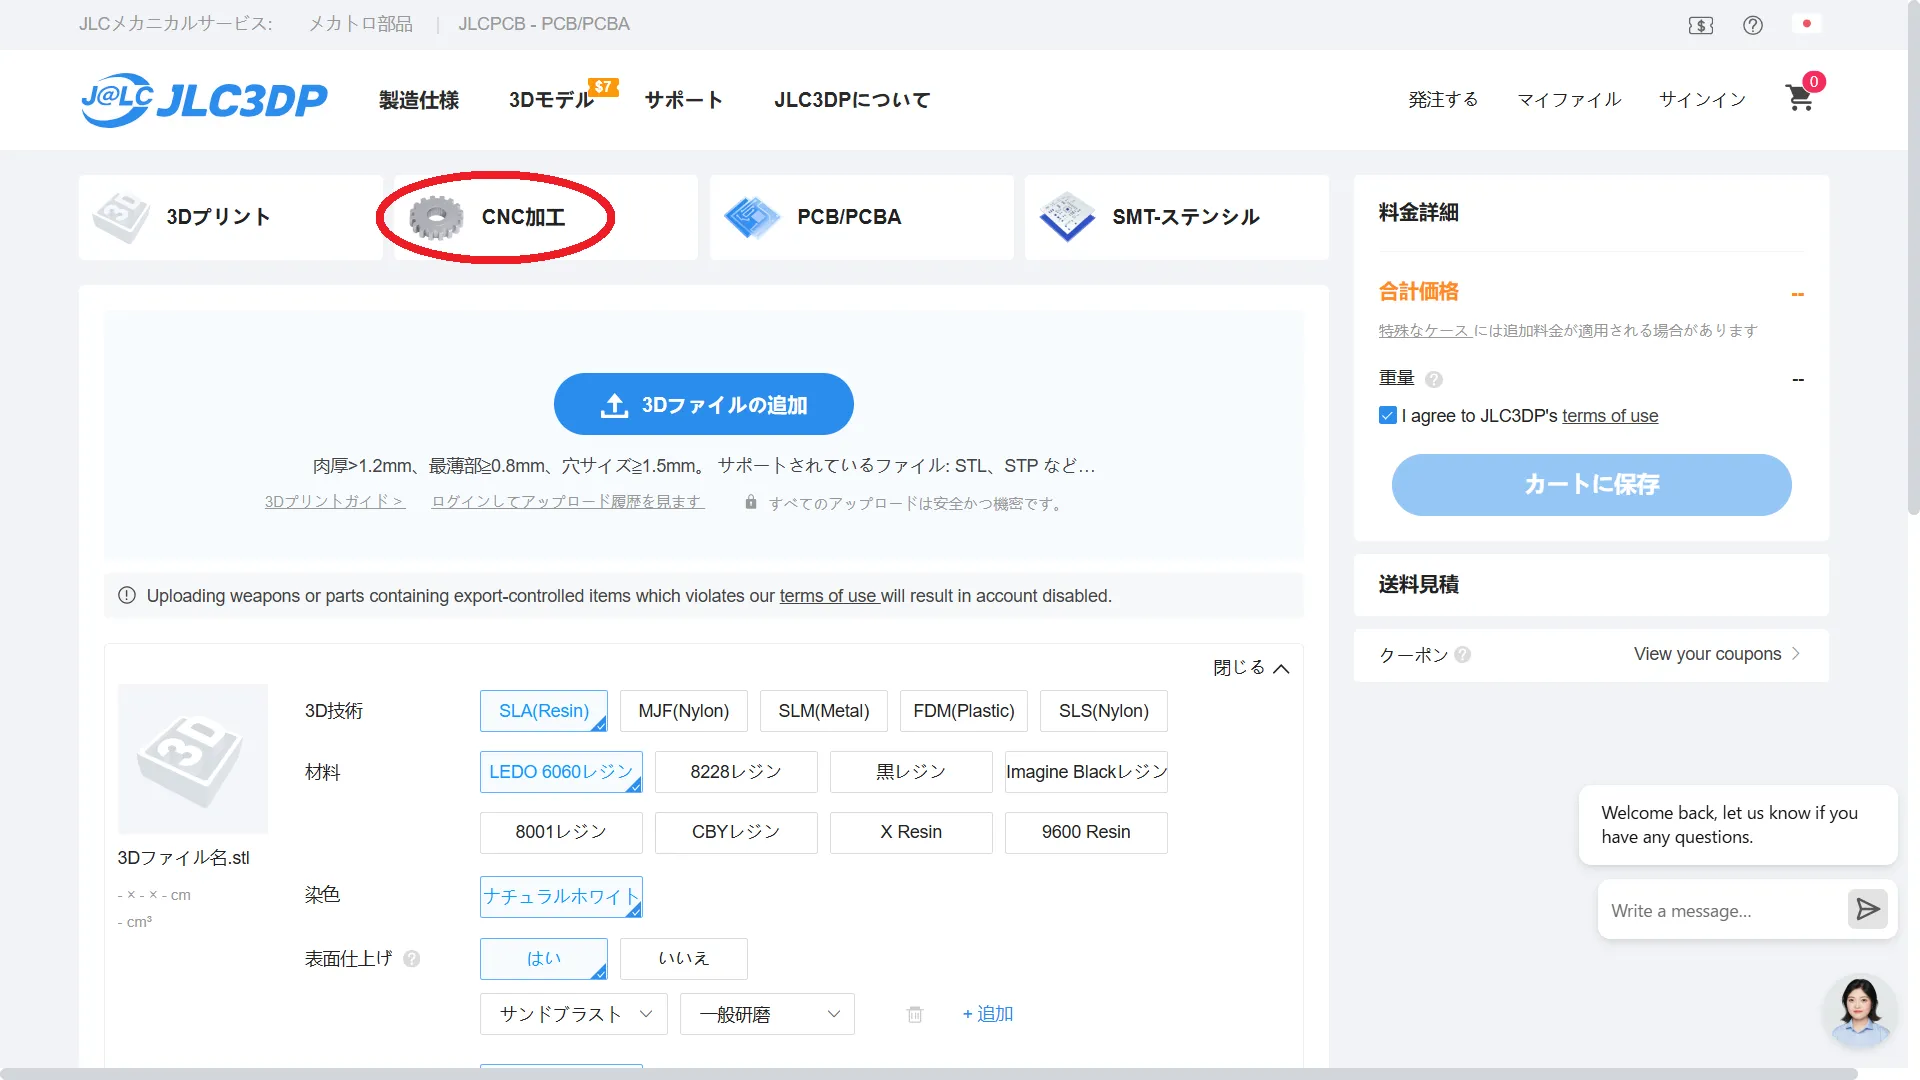 JLCメカニカルサービス: メカトロ部品 | JLCPCB - PCB/PCBA
J@LC JLC3DP 製造仕様 3Dモデル $7 サポート JLC3DPについて 発注する マイファイル サインイン 0
3Dプリント CNC加工 PCB/PCBA SMT-ステンシル
料金詳細
合計価格 --
特殊なケース には追加料金が適用される場合があります
重量 ? --
I agree to JLC3DP's terms of use
カートに保存
送料見積
クーポン ? View your coupons >
3Dファイルの追加
肉厚>1.2mm、最薄部≧0.8mm、穴サイズ≧1.5mm。 サポートされているファイル: STL、STP など…
3Dプリントガイド > ログインしてアップロード履歴を見ます すべてのアップロードは安全かつ機密です。
Uploading weapons or parts containing export-controlled items which violates our terms of use will result in account disabled.
閉じる
3D
3Dファイル名.stl
- × - × - cm
- cm³
3D技術 SLA(Resin) MJF(Nylon) SLM(Metal) FDM(Plastic) SLS(Nylon)
材料 LEDO 6060レジン 8228レジン 黒レジン Imagine Blackレジン
8001レジン CBYレジン X Resin 9600 Resin
染色 ナチュラルホワイト
表面仕上げ ? はい いいえ
サンドブラスト 一般研磨 + 追加
Welcome back, let us know if you
have any questions.
Write a message...